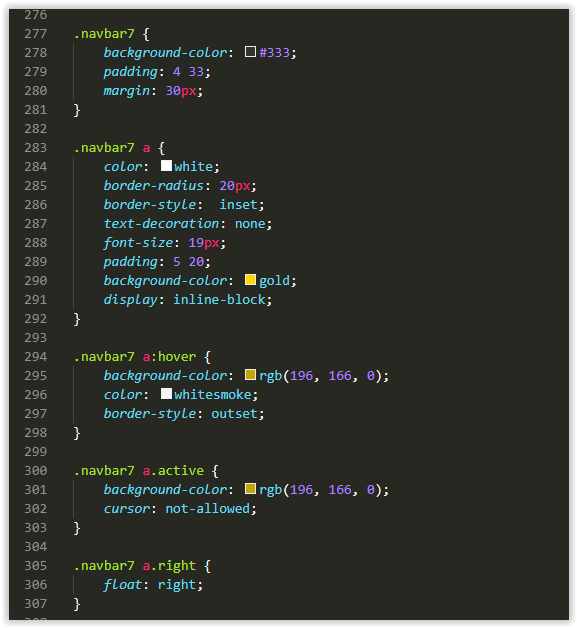 276
277 .navbar7 {
278 background-color: #333;
279 padding: 4 33;
280 margin: 30px;
281 }
282
283 .navbar7 a {
284 color: white;
285 border-radius: 20px;
286 border-style:  inset;
287 text-decoration: none;
288 font-size: 19px;
289 padding: 5 20;
290 background-color: gold;
291 display: inline-block;
292 }
293
294 .navbar7 a:hover {
295 background-color: rgb(196, 166, 0);
296 color: whitesmoke;
297 border-style: outset;
298 }
299
300 .navbar7 a.active {
301 background-color: rgb(196, 166, 0);
302 cursor: not-allowed;
303 }
304
305 .navbar7 a.right {
306 float: right;
307 }